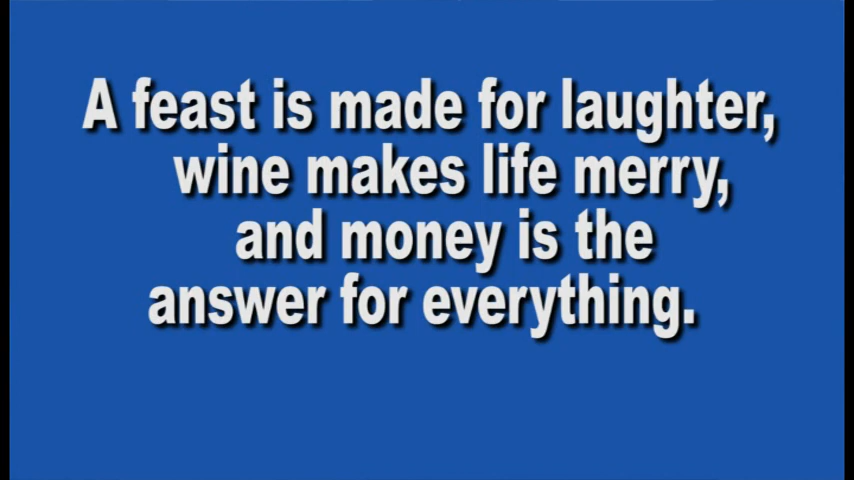 A feast is made for laughter,
wine makes life merry,
and money is the
answer for everything.